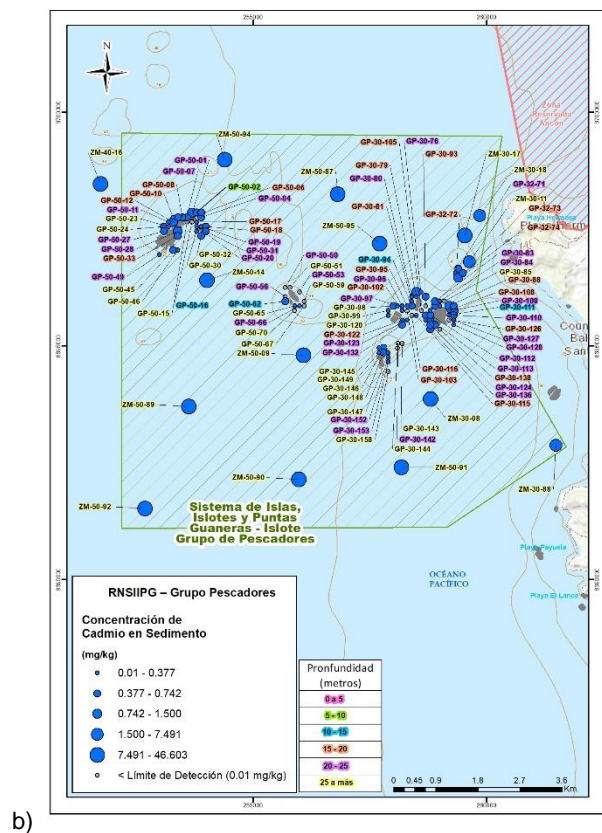 255000
260000
N
ZM-50-94
GP-30-105
GP-30-76
GP-30-93
Zona
Reservada
Ancón
ZM-40-16
GP-50-01
GP-50-07
ZM-50-87
GP-30-79
GP-30-80
ZM-30-17
ZM-30-18
GP-32-71
GP-50-08
GP-50-10
GP-50-02
GP-50-06
GP-50-04
GP-50-12
GP-50-11
GP-50-23
GP-50-24
GP-50-27
GP-50-28
GP-50-33
GP-30-81
ZM-30-11
GP-32-72
GP-32-73
GP-32-74
ZM-50-95
GP-50-17
GP-50-18
GP-50-19
GP-50-31
GP-50-20
GP-50-32
GP-50-30
ZM-50-14
GP-50-49
GP-50-45
GP-50-46
GP-50-15
GP-50-16
GP-50-50
GP-50-51
GP-50-53
GP-50-59
GP-50-56
GP-50-62
GP-50-65
GP-50-66
GP-50-70
GP-50-67
ZM-50-09
GP-30-94
GP-30-95
GP-30-96
GP-30-102
GP-30-97
GP-30-98
GP-30-99
GP-30-120
GP-30-122
GP-30-123
GP-30-132
GP-30-83
GP-30-84
GP-30-85
GP-30-88
GP-30-108
GP-30-109
GP-30-111
GP-30-110
GP-30-126
GP-30-127
GP-30-128
GP-30-112
GP-30-113
GP-30-138
GP-30-124
GP-30-136
GP-30-115
GP-30-145
GP-30-149
GP-30-146
GP-30-148
GP-30-116
GP-30-103
GP-30-147
GP-30-152
GP-30-153
GP-30-158
GP-30-143
GP-30-142
GP-30-144
ZM-30-08
ZM-50-89
ZM-50-90
ZM-50-91
ZM-50-92
ZM-30-88
Sistema de Islas,
Islotes y Puntas
Guaneras - Islote
Grupo de Pescadores
OCÉANO
PACÍFICO
Playa Payuela
RNSIIPG – Grupo Pescadores
Concentración de
Cadmio en Sedimento
(mg/kg)
0.01 - 0.377
0.377 - 0.742
0.742 - 1.500
1.500 - 7.491
7.491 - 46.603
< Límite de Detección (0.01 mg/kg)
Pronfundidad
(metros)
0 a 5
5 - 10
10 - 15
15 - 20
20 - 25
25 a más
0 0.45 0.9 1.8 2.7 3.6
Km
255000
260000
b)